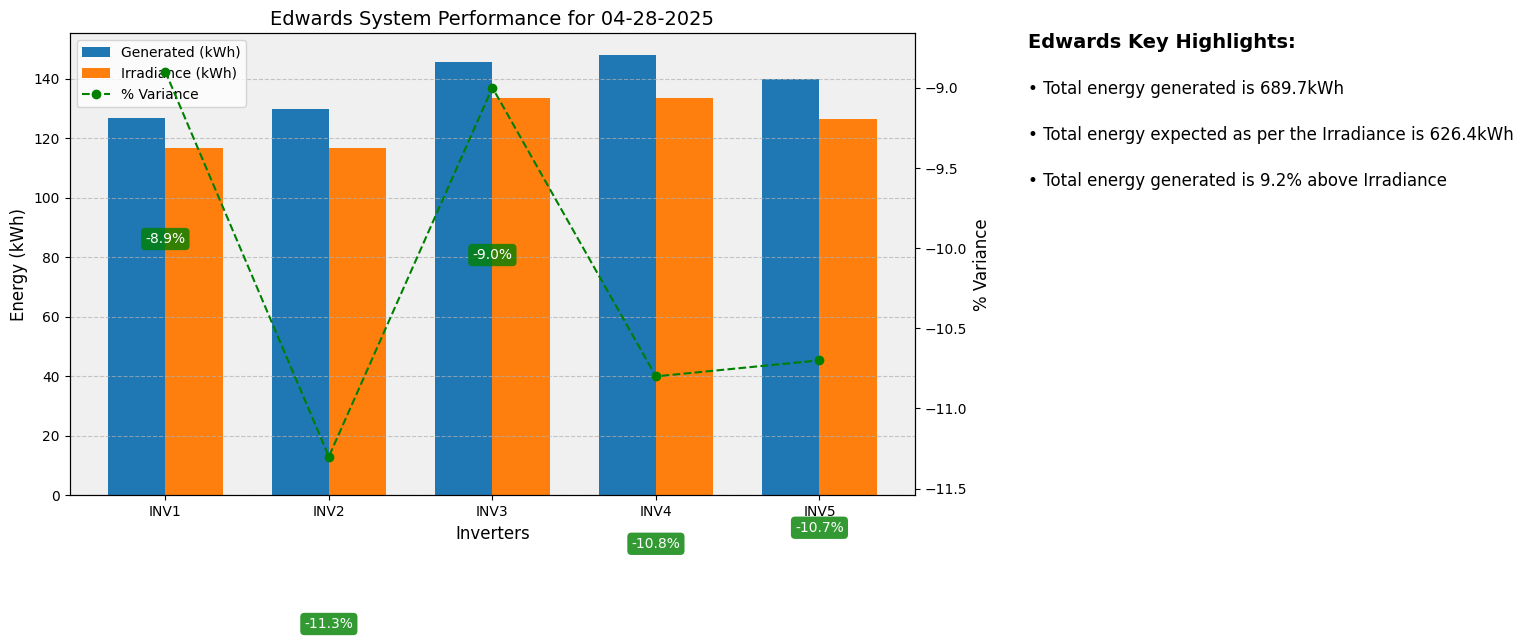 Edwards System Performance for 04-28-2025
Generated (kWh)
Irradiance (kWh)
% Variance
Energy (kWh)
140
120
100
80
60
40
20
0
-8.9%
-11.3%
-9.0%
-10.8%
-10.7%
INV1
INV2
INV3
INV4
INV5
Inverters
−9.0
−9.5
−10.0
−10.5
−11.0
−11.5
% Variance
Edwards Key Highlights:
• Total energy generated is 689.7kWh
• Total energy expected as per the Irradiance is 626.4kWh
• Total energy generated is 9.2% above Irradiance